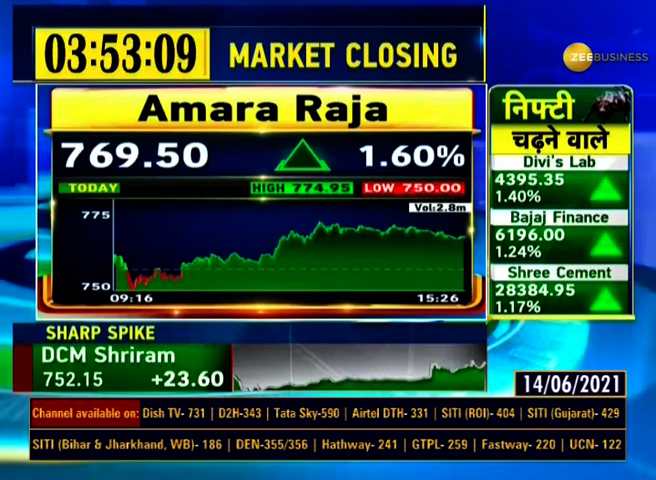 03:53:09 MARKET CLOSING
ZEE BUSINESS
Amara Raja
769.50 1.60%
TODAY HIGH 774.95 LOW 750.00
Vol:2.8m
775
750
09:16 15:26
निफ्टी
चढ़ने वाले
Divi's Lab
4395.35
1.40%
Bajaj Finance
6196.00
1.24%
Shree Cement
28384.95
1.17%
SHARP SPIKE
DCM Shriram
752.15 +23.60
14/06/2021
Channel available on: Dish TV- 731 | D2H-343 | Tata Sky-590 | Airtel DTH- 331 | SITI (ROI)- 404 | SITI (Gujarat)- 429
SITI (Bihar & Jharkhand, WB)- 186 | DEN-355/356 | Hathway- 241 | GTPL- 259 | Fastway- 220 | UCN- 122